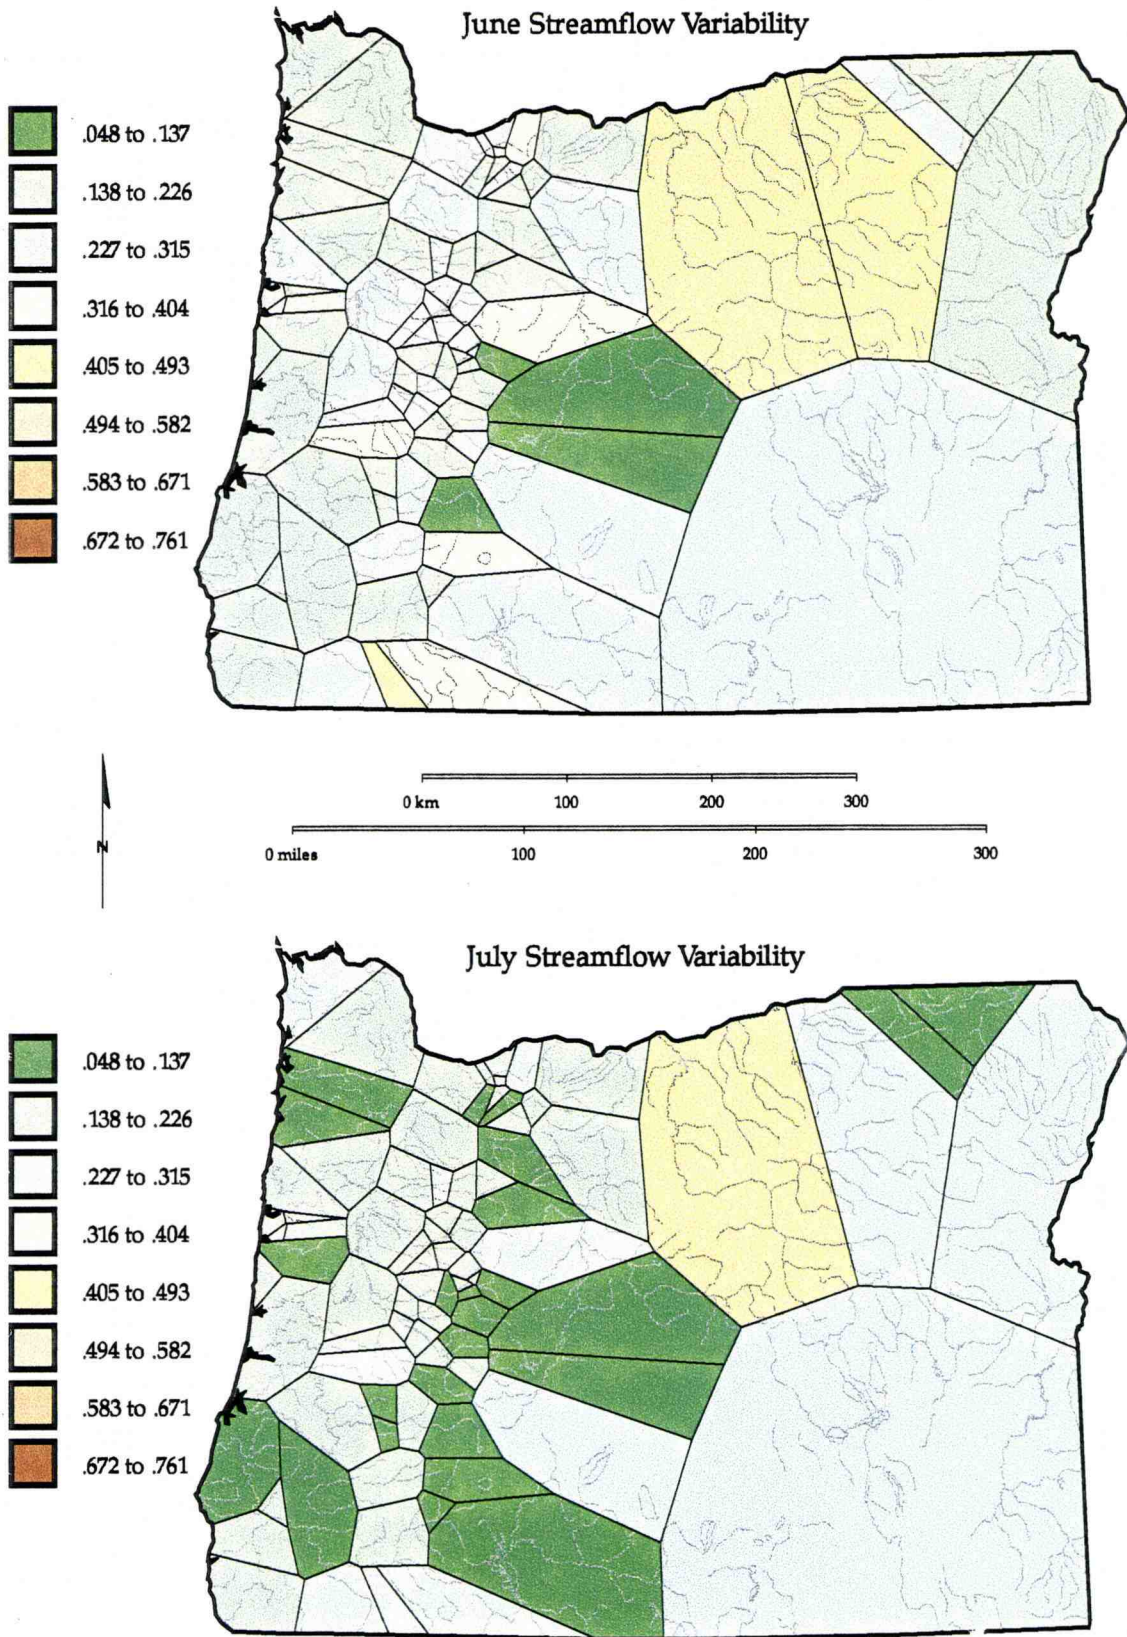 June Streamflow Variability
.048 to .137
.138 to .226
.227 to .315
.316 to .404
.405 to .493
.494 to .582
.583 to .671
.672 to .761
N
0 km 100 200 300
0 miles 100 200 300
July Streamflow Variability
.048 to .137
.138 to .226
.227 to .315
.316 to .404
.405 to .493
.494 to .582
.583 to .671
.672 to .761